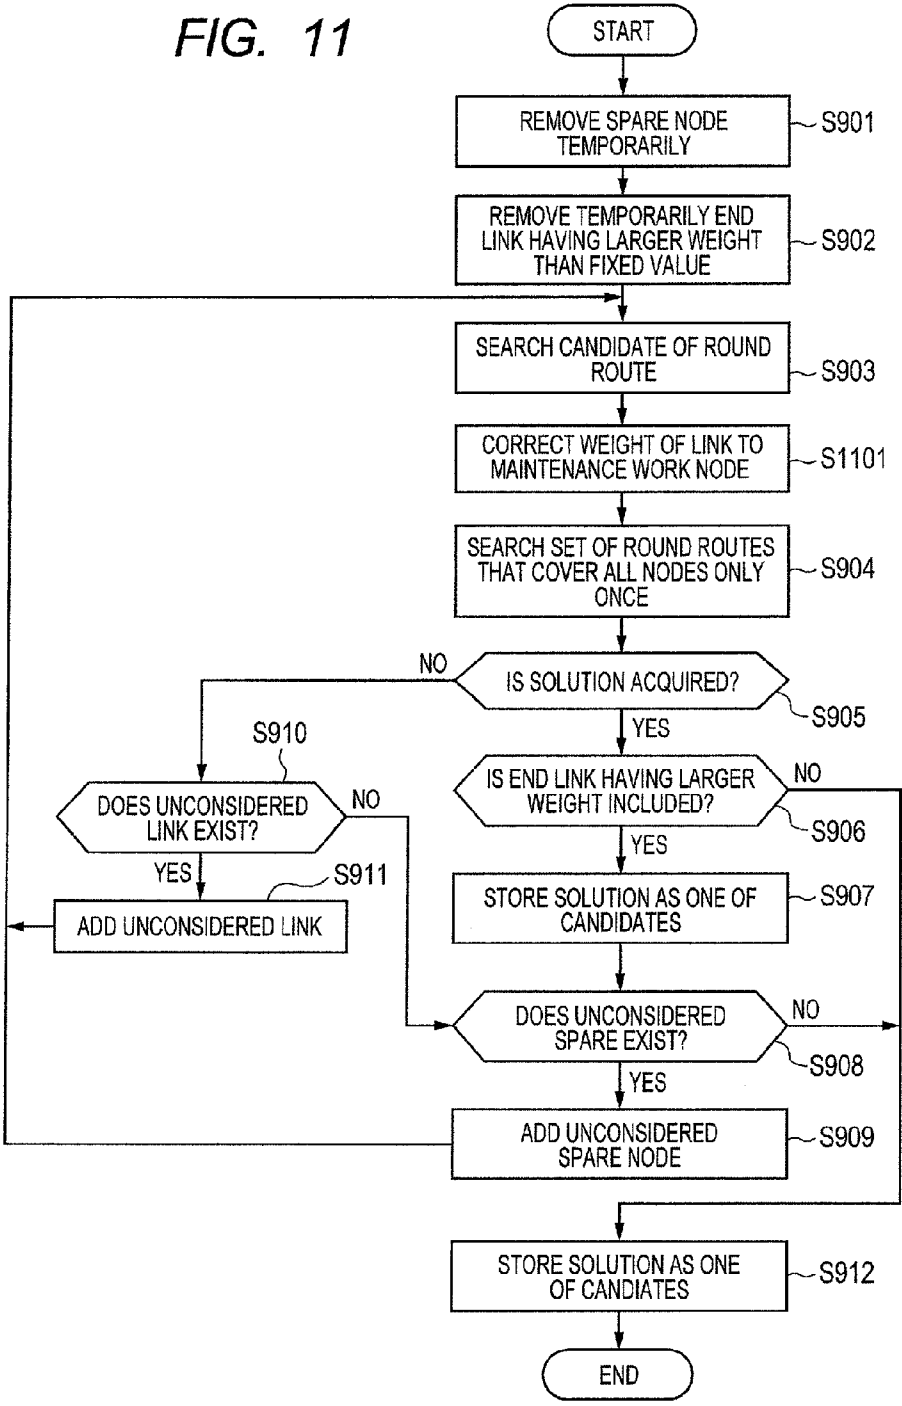 FIG. 11
START
REMOVE SPARE NODE
TEMPORARILY
S901
REMOVE TEMPORARILY END
LINK HAVING LARGER WEIGHT
THAN FIXED VALUE
S902
SEARCH CANDIDATE OF ROUND
ROUTE
S903
CORRECT WEIGHT OF LINK TO
MAINTENANCE WORK NODE
S1101
SEARCH SET OF ROUND ROUTES
THAT COVER ALL NODES ONLY
ONCE
S904
NO
IS SOLUTION ACQUIRED?
S905
YES
S910
DOES UNCONSIDERED
LINK EXIST?
NO
YES
S911
ADD UNCONSIDERED LINK
IS END LINK HAVING LARGER
WEIGHT INCLUDED?
NO
S906
YES
STORE SOLUTION AS ONE OF
CANDIDATES
S907
DOES UNCONSIDERED
SPARE EXIST?
NO
S908
YES
ADD UNCONSIDERED
SPARE NODE
S909
STORE SOLUTION AS ONE
OF CANDIATES
S912
END